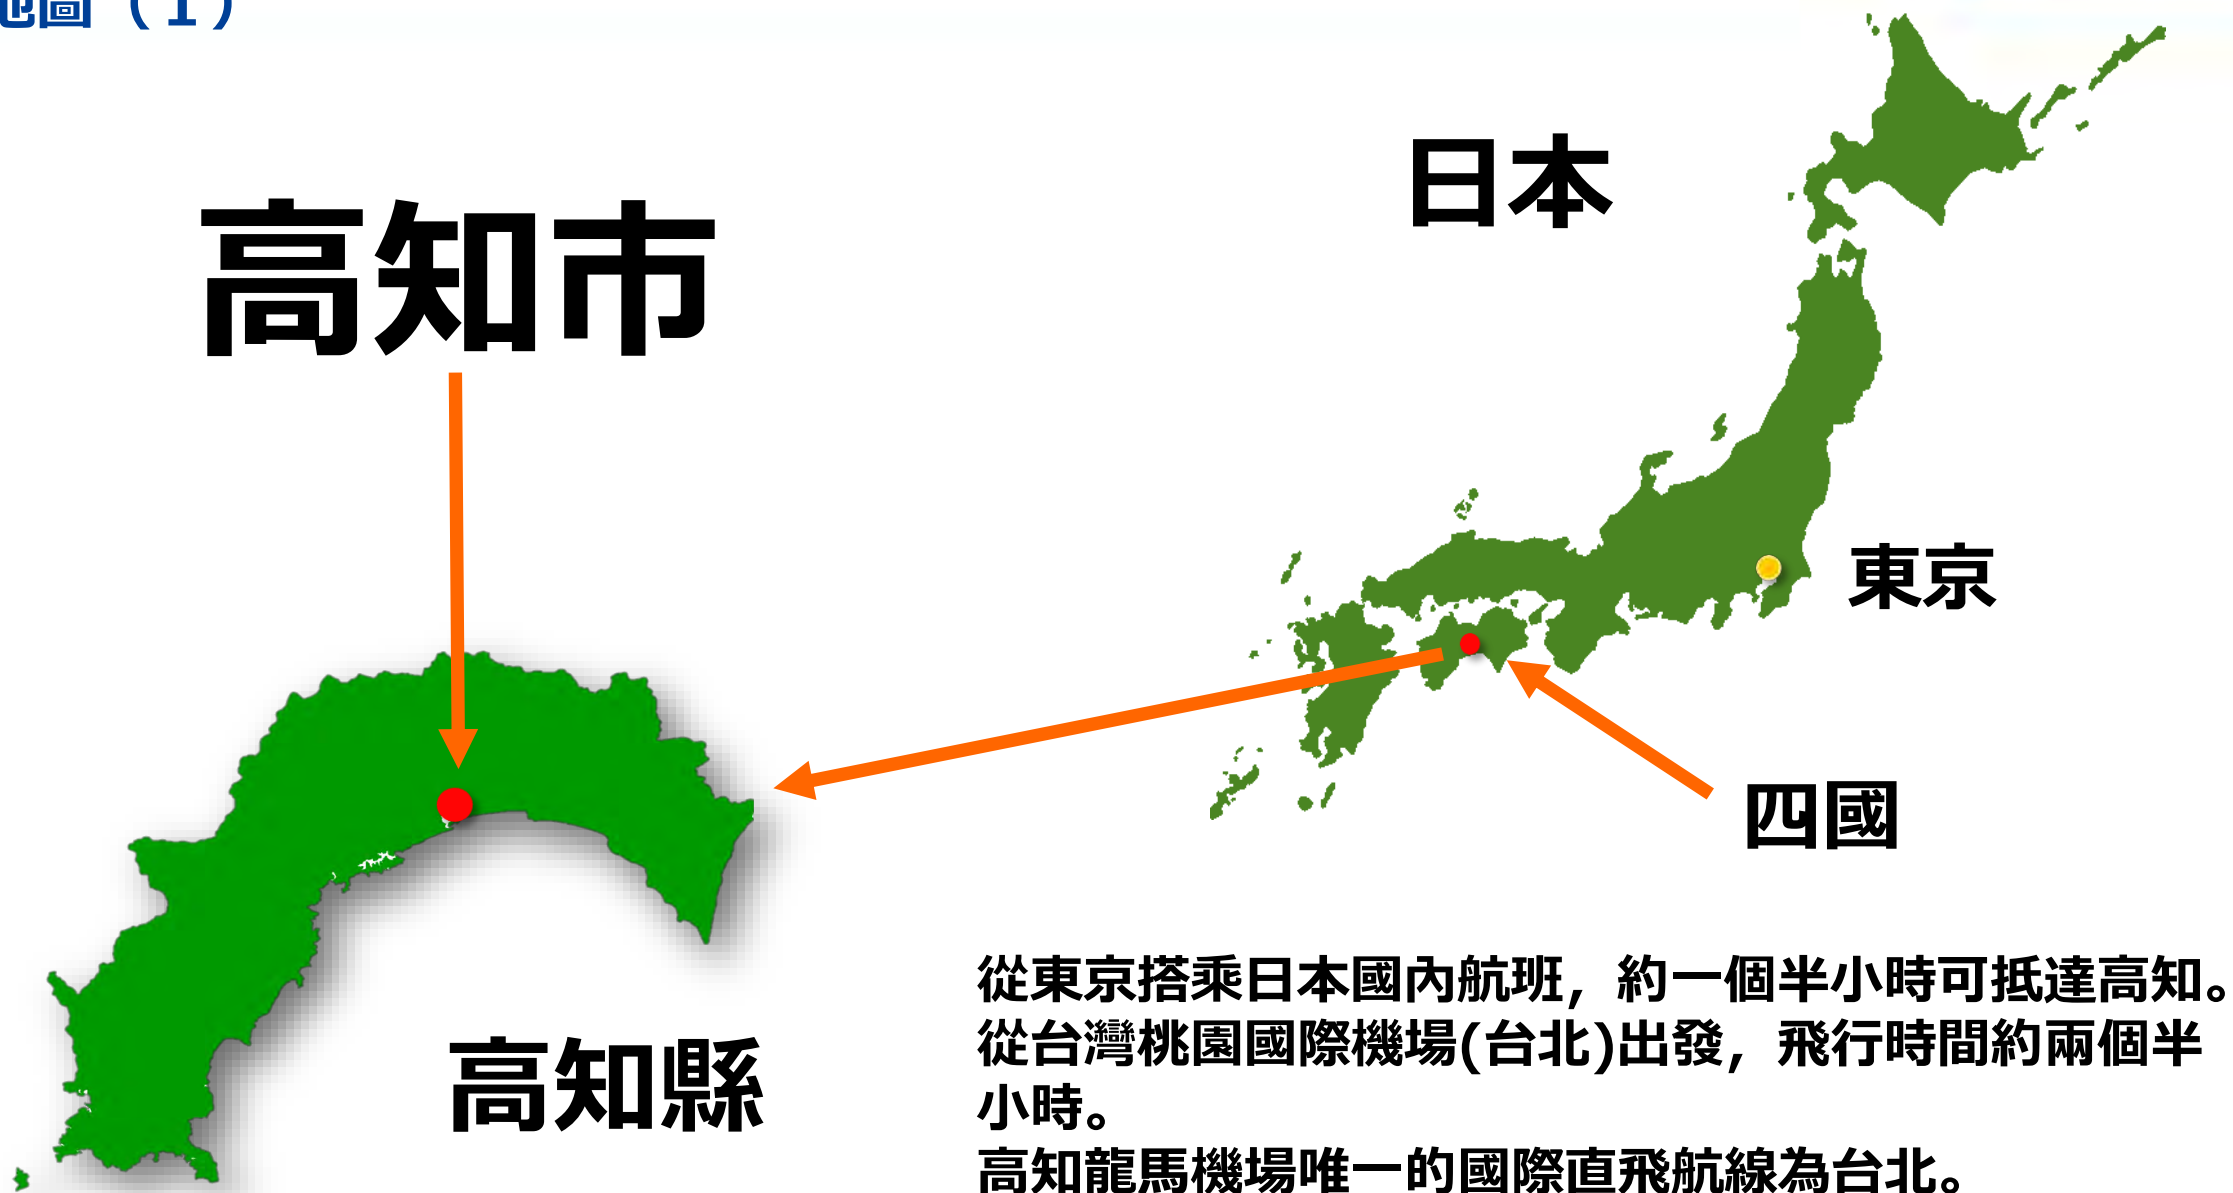 地圖（1）
日本
高知市
東京
四國
高知縣
從東京搭乘日本國內航班，約一個半小時可抵達高知。
從台灣桃園國際機場(台北)出發，飛行時間約兩個半
小時。
高知龍馬機場唯一的國際直飛航線為台北。